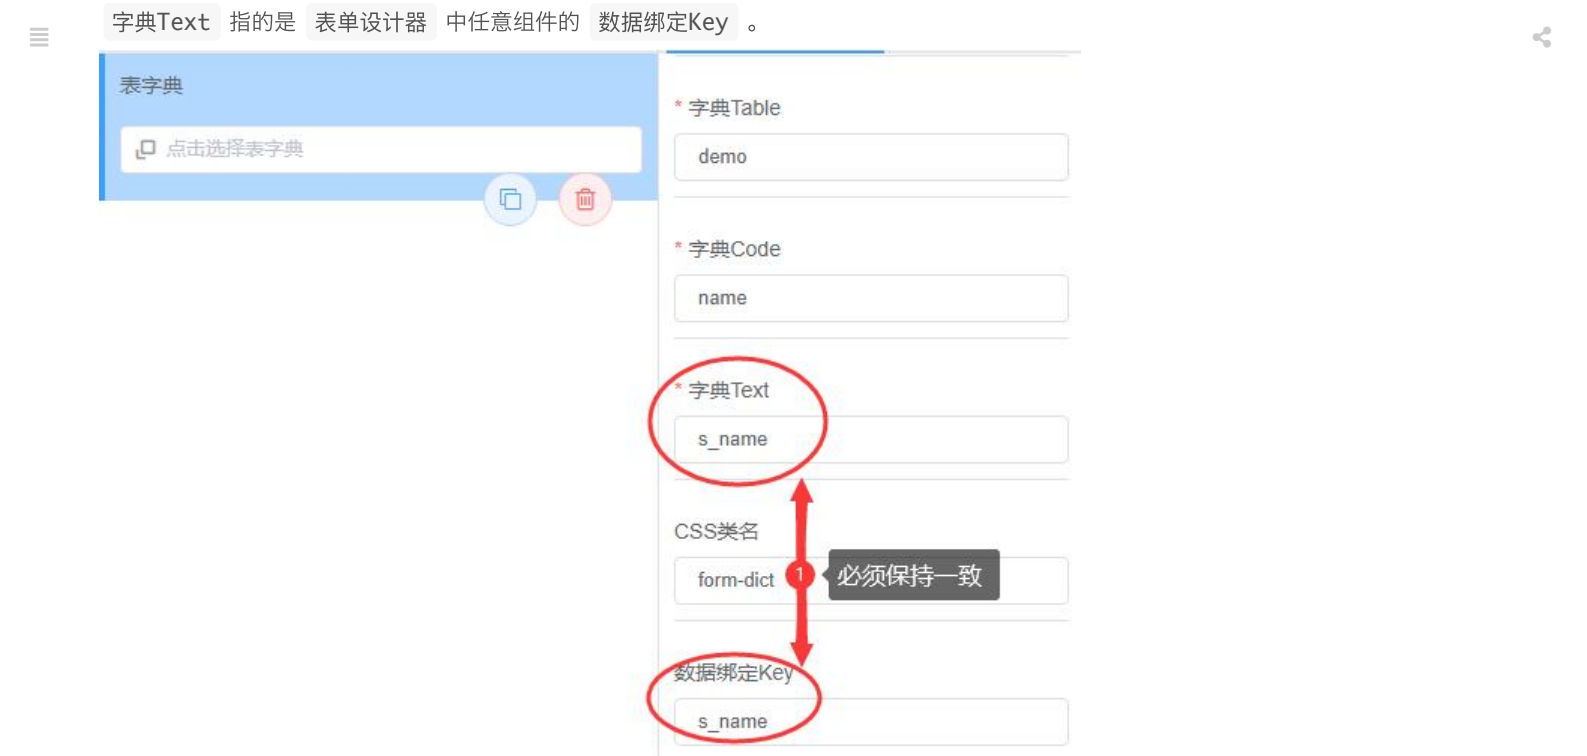 字典Text 指的是 表单设计器 中任意组件的 数据绑定Key 。
表字典
点击选择表字典
* 字典Table
demo
* 字典Code
name
* 字典Text
s_name
CSS类名
form-dict
1 必须保持一致
数据绑定Key
s_name